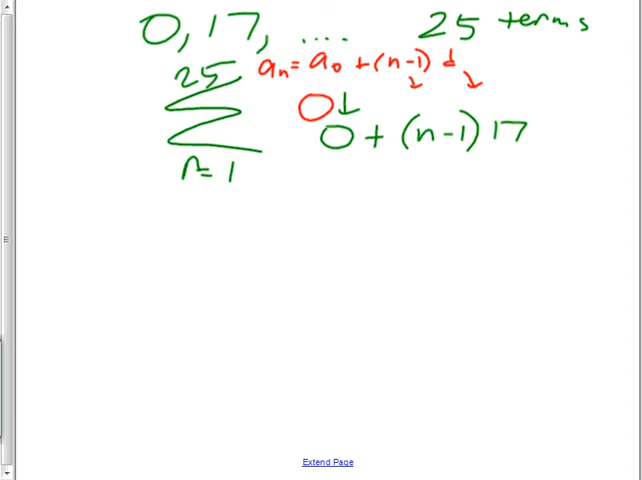 0, 17, .... 25 terms
aₙ = a₀ + (n-1) d
25
Σ 0 + (n-1) 17
n=1
0
Extend Page